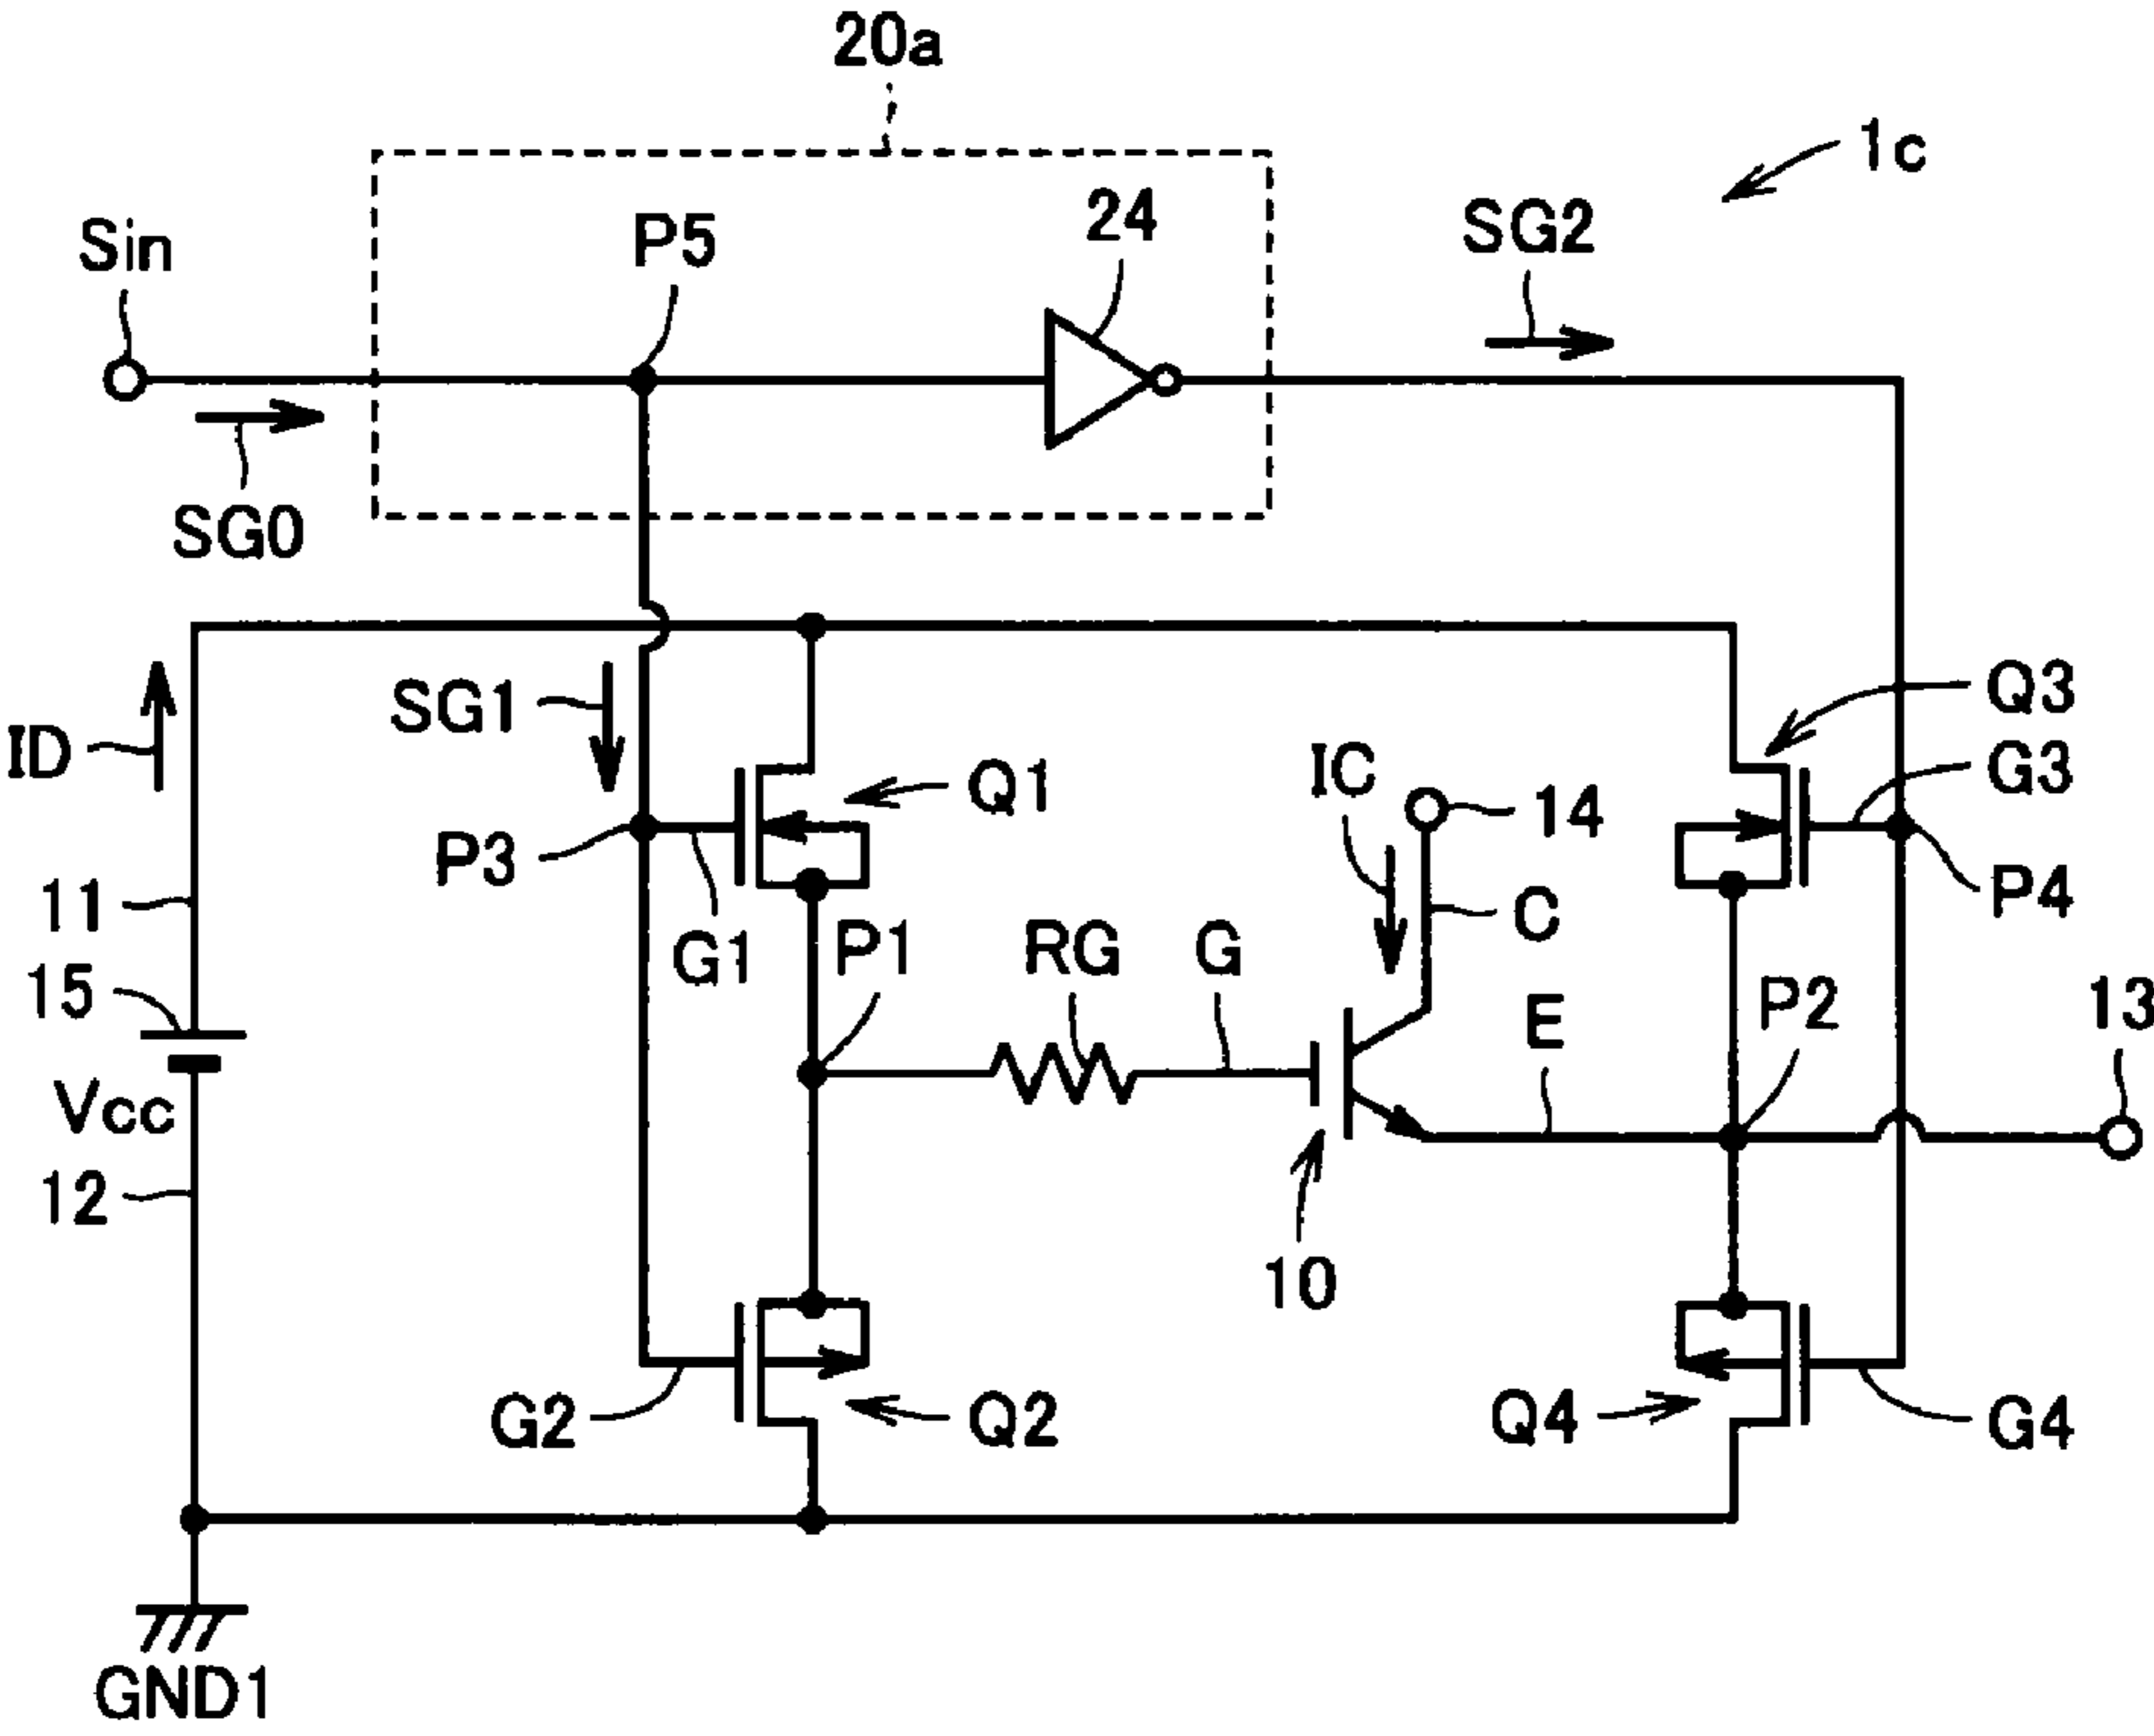 20a
1c
Sin
P5
24
SG2
SG0
SG1
ID
Q1
IC
Q3
G3
14
P3
11
P4
G1
P1
RG
G
C
15
E
P2
13
Vcc
12
10
G2
Q2
Q4
G4
GND1